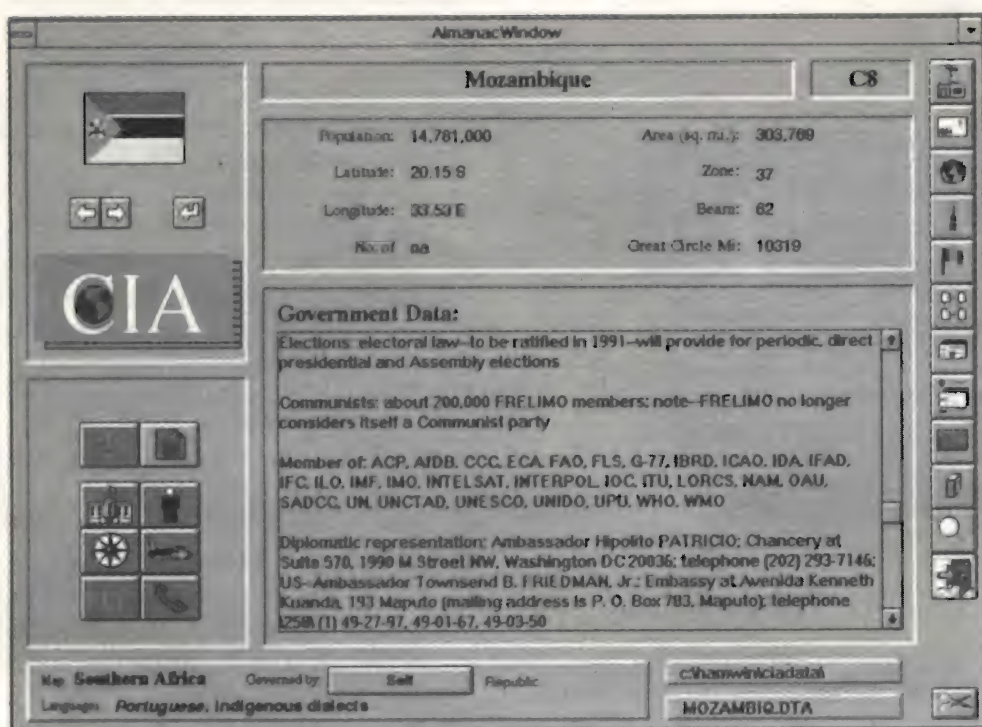 AlmanacWindow
Mozambique
C8
Population: 14,781,000
Area (sq. mi.): 303,769
Latitude: 20.15 S
Zone: 37
Longitude: 33.53 E
Beam: 62
No. of na
Great Circle Mi: 10319
CIA
Government Data:
Elections: electoral law--to be ratified in 1991--will provide for periodic, direct
presidential and Assembly elections
Communists: about 200,000 FRELIMO members; note--FRELIMO no longer
considers itself a Communist party
Member of: ACP, AfDB, CCC, ECA, FAO, FLS, G-77, IBRD, ICAO, IDA, IFAD,
IFC, ILO, IMF, IMO, INTELSAT, INTERPOL, IOC, ITU, LORCS, NAM, OAU,
SADCC, UN, UNCTAD, UNESCO, UNIDO, UPU, WHO, WMO
Diplomatic representation: Ambassador Hipolito PATRICIO; Chancery at
Suite 570, 1990 M Street NW, Washington DC 20036; telephone (202) 293-7146;
US--Ambassador Townsend B. FRIEDMAN, Jr.; Embassy at Avenida Kenneth
Kuanda, 193 Maputo (mailing address is P. O. Box 783, Maputo); telephone
(1) 49-27-97, 49-01-67, 49-03-50
Map: Southern Africa
Governed by: Self
Republic
Languages: Portuguese, indigenous dialects
c:\hamwin\ciadata\
MOZAMBIQ.DTA